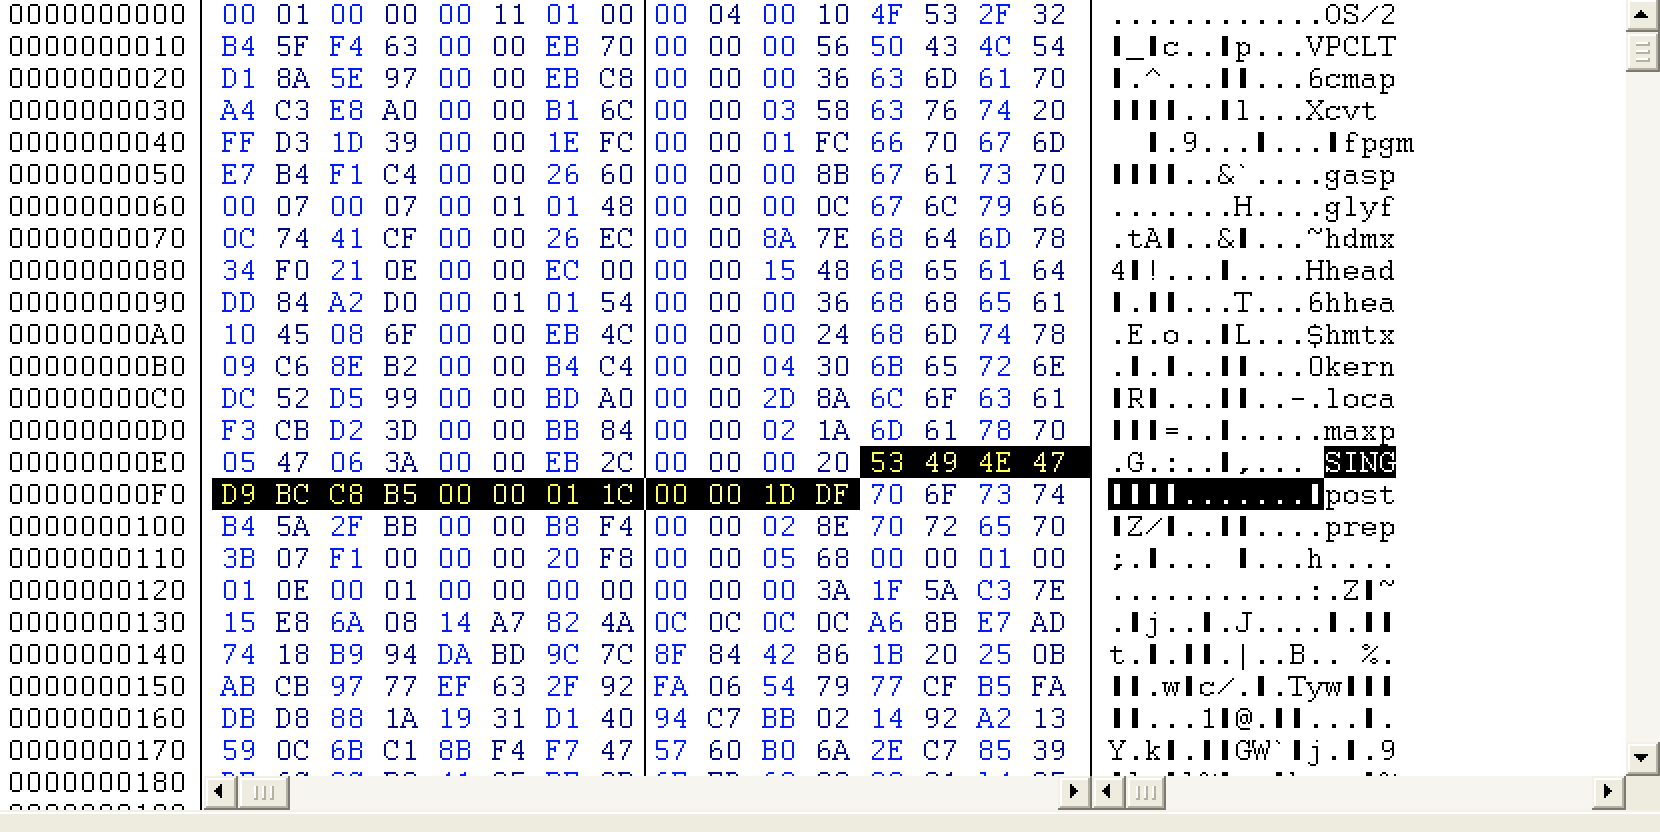 0000000000 00 01 00 00 00 11 01 00 00 04 00 10 4F 53 2F 32 ............OS/2
0000000010 B4 5F F4 63 00 00 EB 70 00 00 00 56 50 43 4C 54 ▌_▌c..▌p...VPCLT
0000000020 D1 8A 5E 97 00 00 EB C8 00 00 00 36 63 6D 61 70 ▌.^...▌▌...6cmap
0000000030 A4 C3 E8 A0 00 00 B1 6C 00 00 03 58 63 76 74 20 ▌▌▌▌..▌l...Xcvt
0000000040 FF D3 1D 39 00 00 1E FC 00 00 01 FC 66 70 67 6D ▌.9...▌...▌fpgm
0000000050 E7 B4 F1 C4 00 00 26 60 00 00 00 8B 67 61 73 70 ▌▌▌▌..&`....gasp
0000000060 00 07 00 07 00 01 01 48 00 00 00 0C 67 6C 79 66 .......H....glyf
0000000070 0C 74 41 CF 00 00 26 EC 00 00 8A 7E 68 64 6D 78 .tA▌..&▌...~hdmx
0000000080 34 F0 21 0E 00 00 EC 00 00 00 15 48 68 65 61 64 4▌!...▌....Hhead
0000000090 DD 84 A2 D0 00 01 01 54 00 00 00 36 68 68 65 61 ▌.▌▌...T...6hhea
00000000A0 10 45 08 6F 00 00 EB 4C 00 00 00 24 68 6D 74 78 .E.o..▌L...$hmtx
00000000B0 09 C6 8E B2 00 00 B4 C4 00 00 04 30 6B 65 72 6E .▌.▌..▌▌...0kern
00000000C0 DC 52 D5 99 00 00 BD A0 00 00 2D 8A 6C 6F 63 61 ▌R▌...▌▌..-.loca
00000000D0 F3 CB D2 3D 00 00 BB 84 00 00 02 1A 6D 61 78 70 ▌▌▌=..▌.....maxp
00000000E0 05 47 06 3A 00 00 EB 2C 00 00 00 20 53 49 4E 47 .G.:..▌,... SING
00000000F0 D9 BC C8 B5 00 00 01 1C 00 00 1D DF 70 6F 73 74 ▌▌▌▌.......▌post
0000000100 B4 5A 2F BB 00 00 B8 F4 00 00 02 8E 70 72 65 70 ▌Z/▌..▌▌....prep
0000000110 3B 07 F1 00 00 00 20 F8 00 00 05 68 00 00 01 00 ;.▌... ▌...h....
0000000120 01 0E 00 01 00 00 00 00 00 00 00 3A 1F 5A C3 7E ...........:.Z▌~
0000000130 15 E8 6A 08 14 A7 82 4A 0C 0C 0C 0C A6 8B E7 AD .▌j..▌.J....▌.▌▌
0000000140 74 18 B9 94 DA BD 9C 7C 8F 84 42 86 1B 20 25 0B t.▌.▌▌.|..B.. %.
0000000150 AB CB 97 77 EF 63 2F 92 FA 06 54 79 77 CF B5 FA ▌▌.w▌c/.▌.Tyw▌▌▌
0000000160 DB D8 88 1A 19 31 D1 40 94 C7 BB 02 14 92 A2 13 ▌▌...1▌@.▌▌...▌.
0000000170 59 0C 6B C1 8B F4 F7 47 57 60 B0 6A 2E C7 85 39 Y.k▌.▌▌GW`▌j.▌.9
0000000180